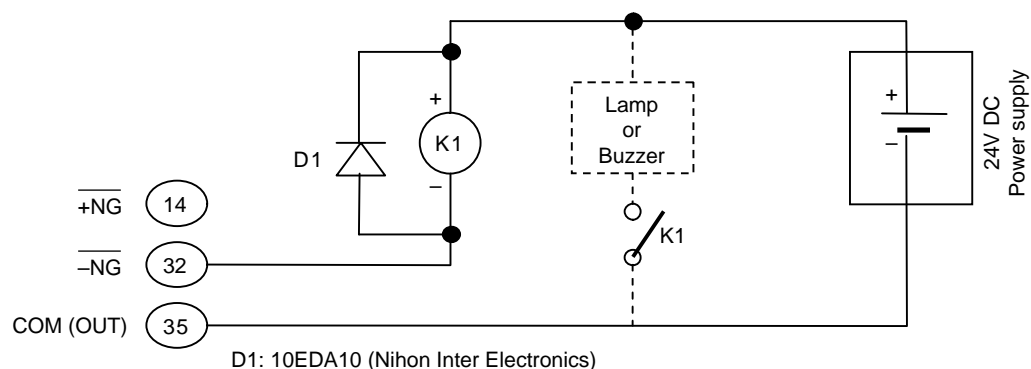 +
K1
–
D1
Lamp
or
Buzzer
K1
+
–
24V DC
Power supply
+NG
14
–NG
32
COM (OUT)
35
D1: 10EDA10 (Nihon Inter Electronics)